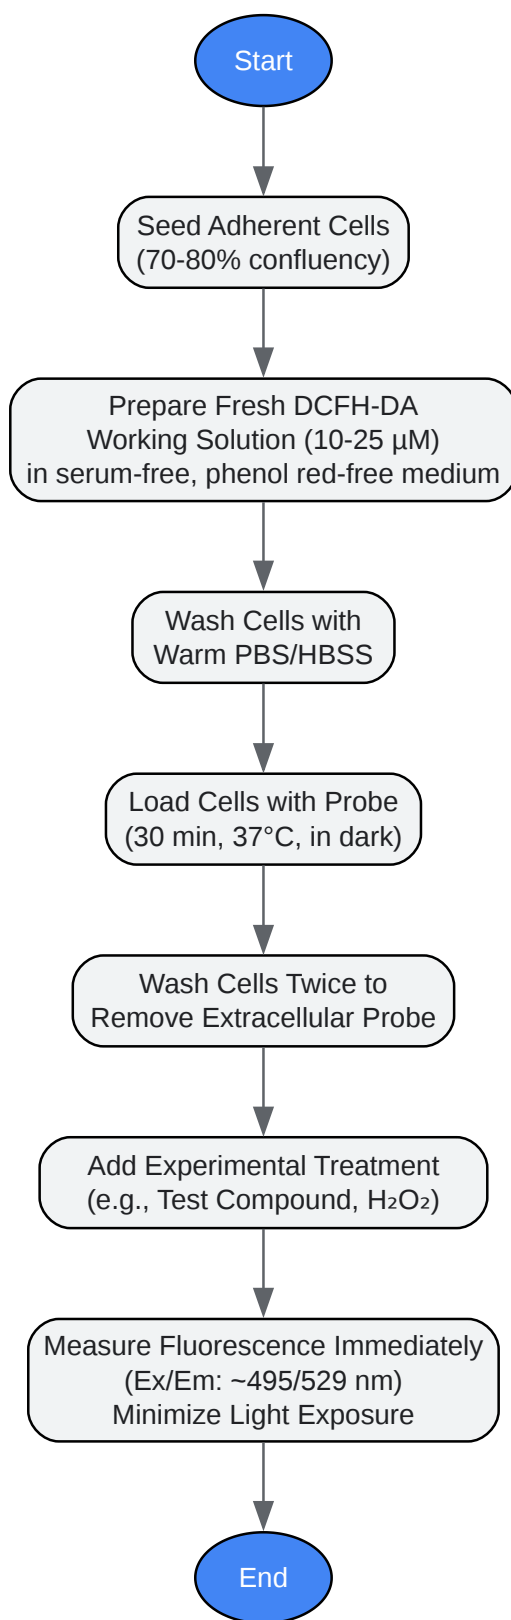 Start
Seed Adherent Cells
(70-80% confluency)
Prepare Fresh DCFH-DA
Working Solution (10-25 µM)
in serum-free, phenol red-free medium
Wash Cells with
Warm PBS/HBSS
Load Cells with Probe
(30 min, 37°C, in dark)
Wash Cells Twice to
Remove Extracellular Probe
Add Experimental Treatment
(e.g., Test Compound, H₂O₂)
Measure Fluorescence Immediately
(Ex/Em: ~495/529 nm)
Minimize Light Exposure
End